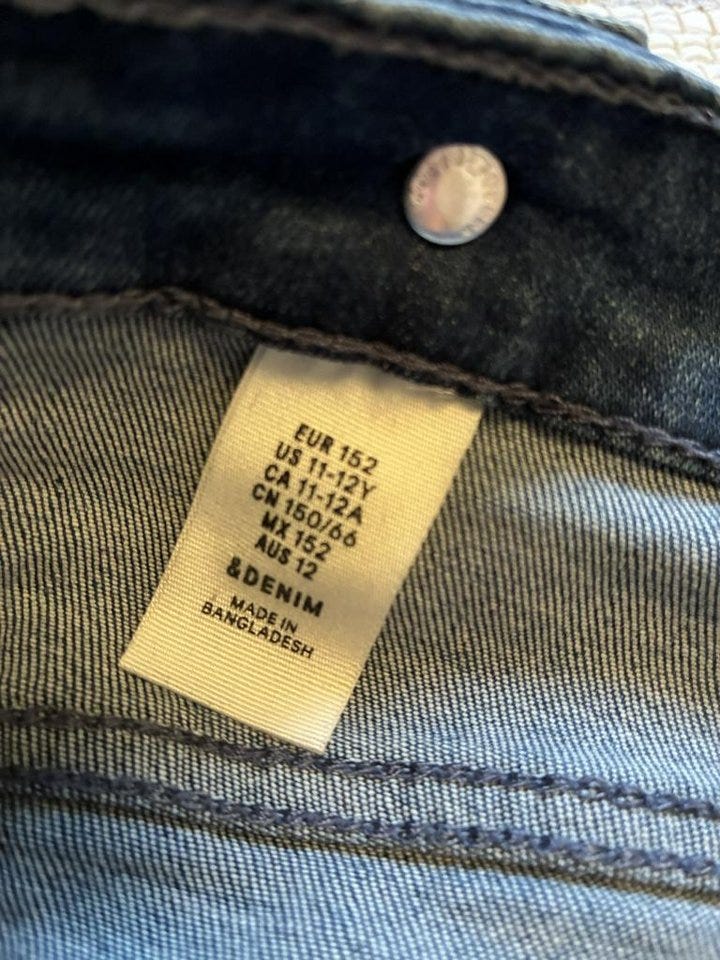 EUR 152
US 11-12Y
CA 11-12A
CN 150/66
MX 152
AUS 12
&DENIM
MADE IN
BANGLADESH